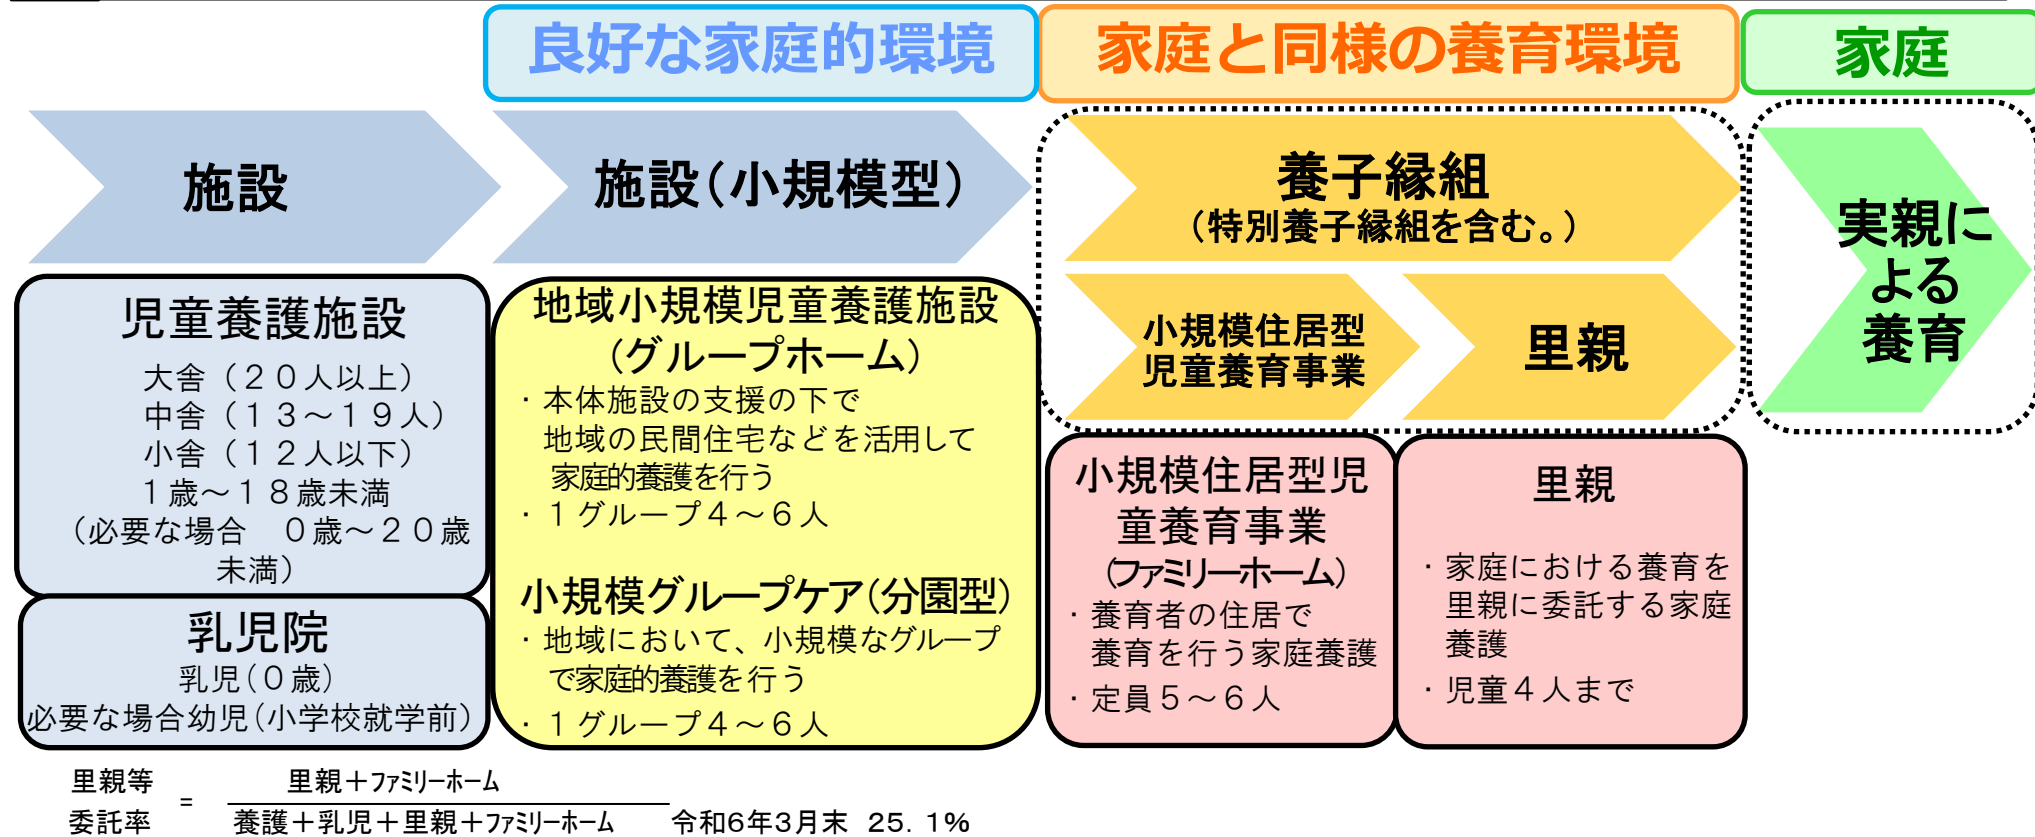 良好な家庭的環境
家庭と同様の養育環境
家庭
施設
施設(小規模型)
養子縁組
(特別養子縁組を含む。)
小規模住居型
児童養育事業
里親
実親に
よる
養育
児童養護施設
大舎(20人以上)
中舎(13~19人)
小舎(12人以下)
1歳~18歳未満
(必要な場合 0歳~20歳
未満)
乳児院
乳児(0歳)
必要な場合幼児(小学校就学前)
地域小規模児童養護施設
(グループホーム)
・本体施設の支援の下で
地域の民間住宅などを活用して
家庭的養護を行う
・1グループ4~6人
小規模グループケア(分園型)
・地域において、小規模なグループ
で家庭的養護を行う
・1グループ4~6人
小規模住居型児
童養育事業
(ファミリーホーム)
・養育者の住居で
養育を行う家庭養護
・定員5~6人
里親
・家庭における養育を
里親に委託する家庭
養護
・児童4人まで
里親等
委託率
=
里親+ファミリーホーム
養護+乳児+里親+ファミリーホーム
令和6年3月末 25.1%